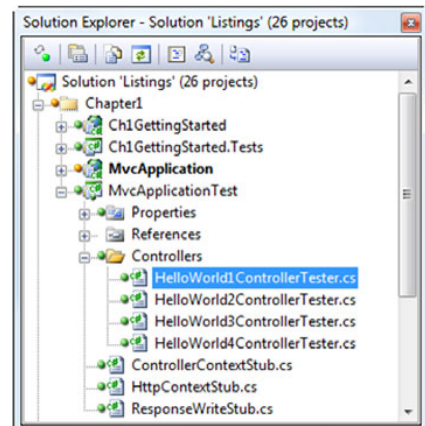 Solution Explorer - Solution 'Listings' (26 projects)
Solution 'Listings' (26 projects)
Chapter1
Ch1GettingStarted
Ch1GettingStarted.Tests
MvcApplication
MvcApplicationTest
Properties
References
Controllers
HelloWorld1ControllerTester.cs
HelloWorld2ControllerTester.cs
HelloWorld3ControllerTester.cs
HelloWorld4ControllerTester.cs
ControllerContextStub.cs
HttpContextStub.cs
ResponseWriteStub.cs